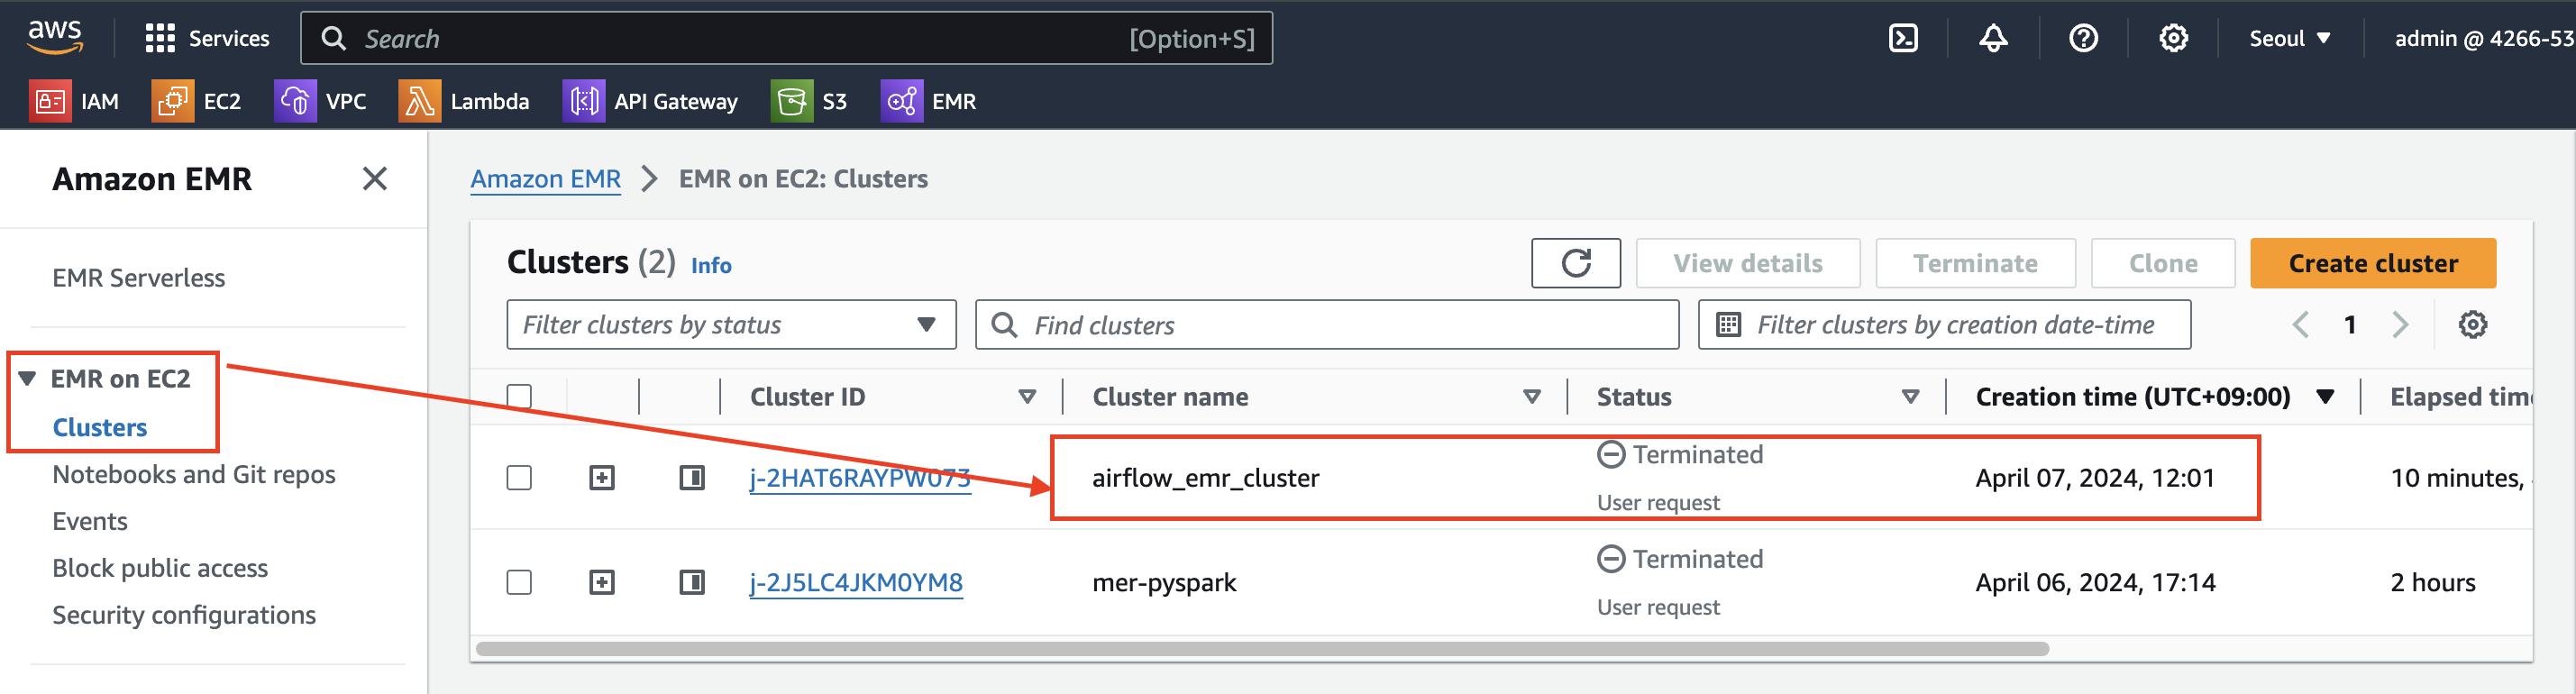 aws Services Search [Option+S] Seoul admin @ 4266-53
IAM EC2 VPC Lambda API Gateway S3 EMR
Amazon EMR
EMR Serverless
EMR on EC2
Clusters
Notebooks and Git repos
Events
Block public access
Security configurations
Amazon EMR EMR on EC2: Clusters
Clusters (2) Info View details Terminate Clone Create cluster
Filter clusters by status Find clusters Filter clusters by creation date-time 1
Cluster ID Cluster name Status Creation time (UTC+09:00) Elapsed time
j-2HAT6RAYPW073 airflow_emr_cluster Terminated April 07, 2024, 12:01 10 minutes,
User request
j-2J5LC4JKM0YM8 mer-pyspark Terminated April 06, 2024, 17:14 2 hours
User request